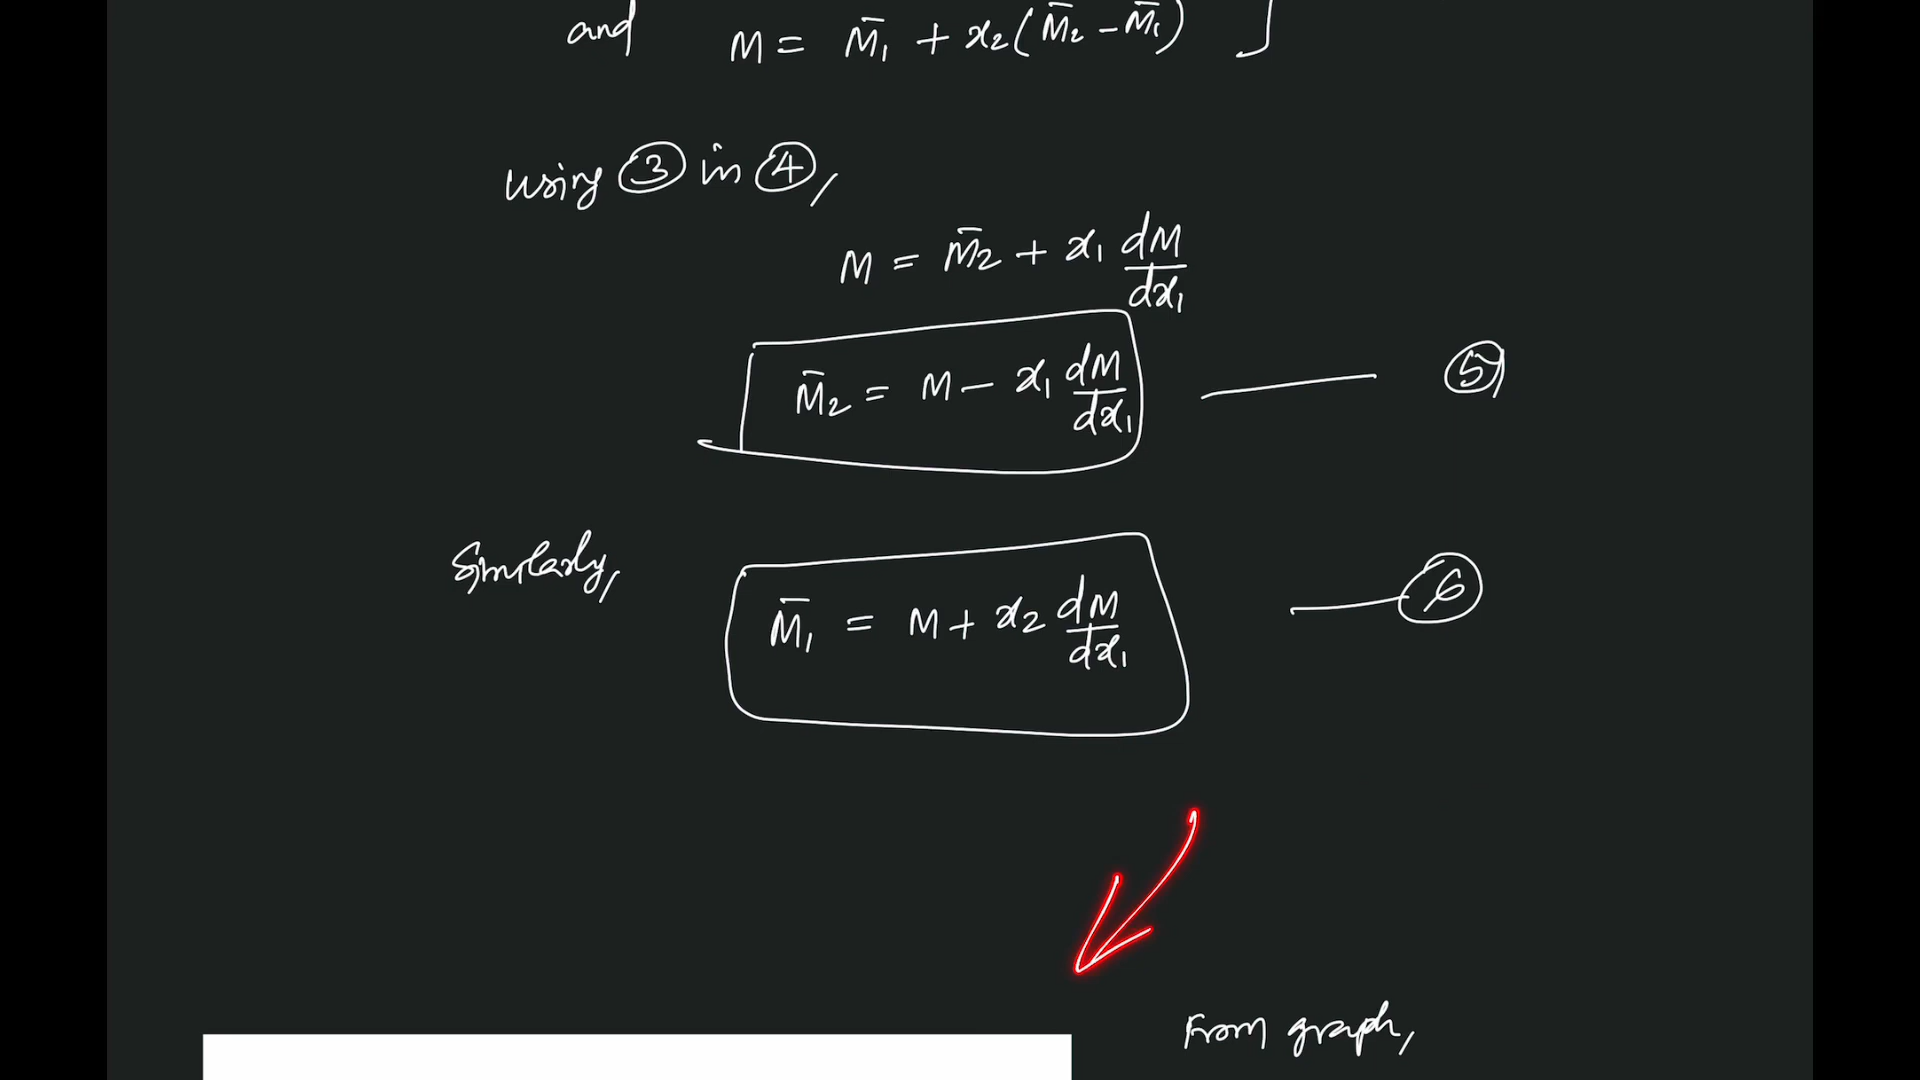 and M = M̄₁ + x₂(M̄₂ - M̄₁) ]
using ③ in ④,
M = M̄₂ + x₁ dM/dx₁
M̄₂ = M - x₁ dM/dx₁ —— ⑤
Similarly,
M̄₁ = M + x₂ dM/dx₁ —— ⑥
From graph,